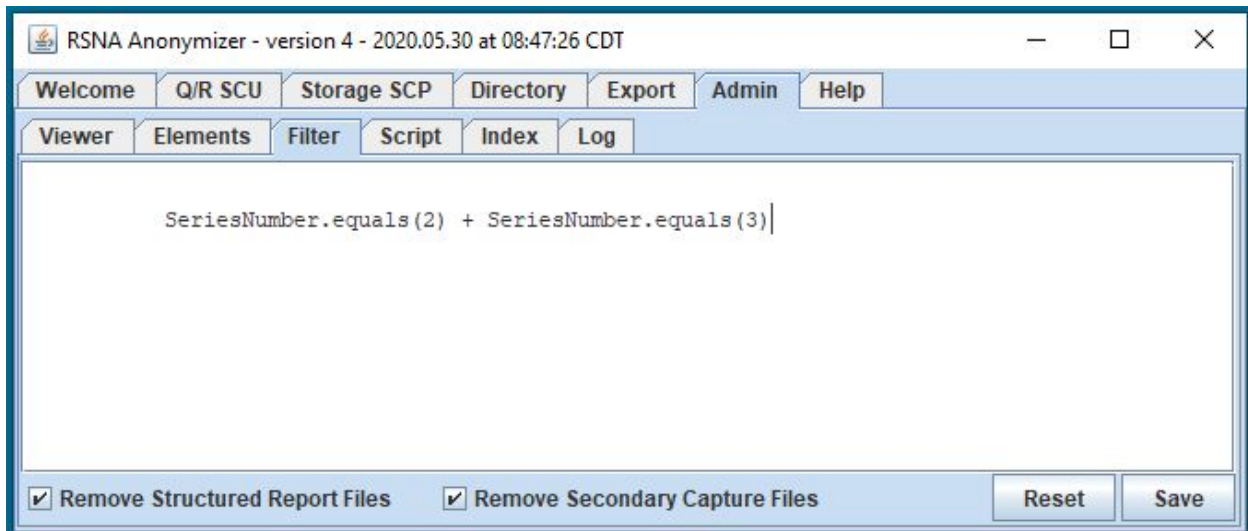 RSNA Anonymizer - version 4 - 2020.05.30 at 08:47:26 CDT
Welcome Q/R SCU Storage SCP Directory Export Admin Help
Viewer Elements Filter Script Index Log
SeriesNumber.equals(2) + SeriesNumber.equals(3)
Remove Structured Report Files Remove Secondary Capture Files Reset Save